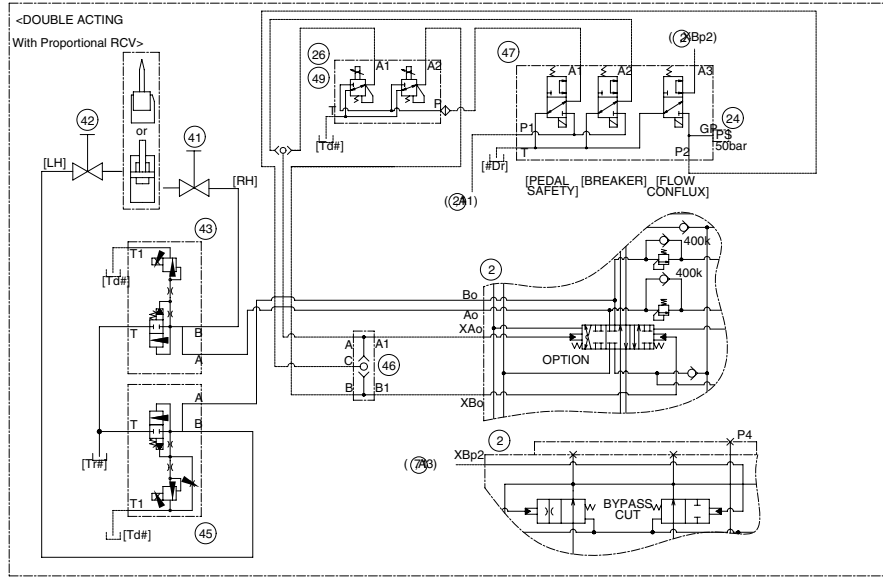 <DOUBLE ACTING
With Proportional RCV>
42
or
41
[LH]
[RH]
43
T1
[Td#]
T
B
A
A
T
B
[Tr#]
T1
[Td#]
45
26
49
A1
A2
T
P
[Td#]
47
(2 XBp2)
A1
A2
A3
24
GP
PS
50bar
P1
T
P2
[#Dr]
[PEDAL SAFETY]
[BREAKER]
[FLOW CONFLUX]
2
400k
400k
Bo
Ao
XAo
OPTION
A
A1
C
46
B
B1
XBo
2
P4
XBp2
BYPASS
CUT